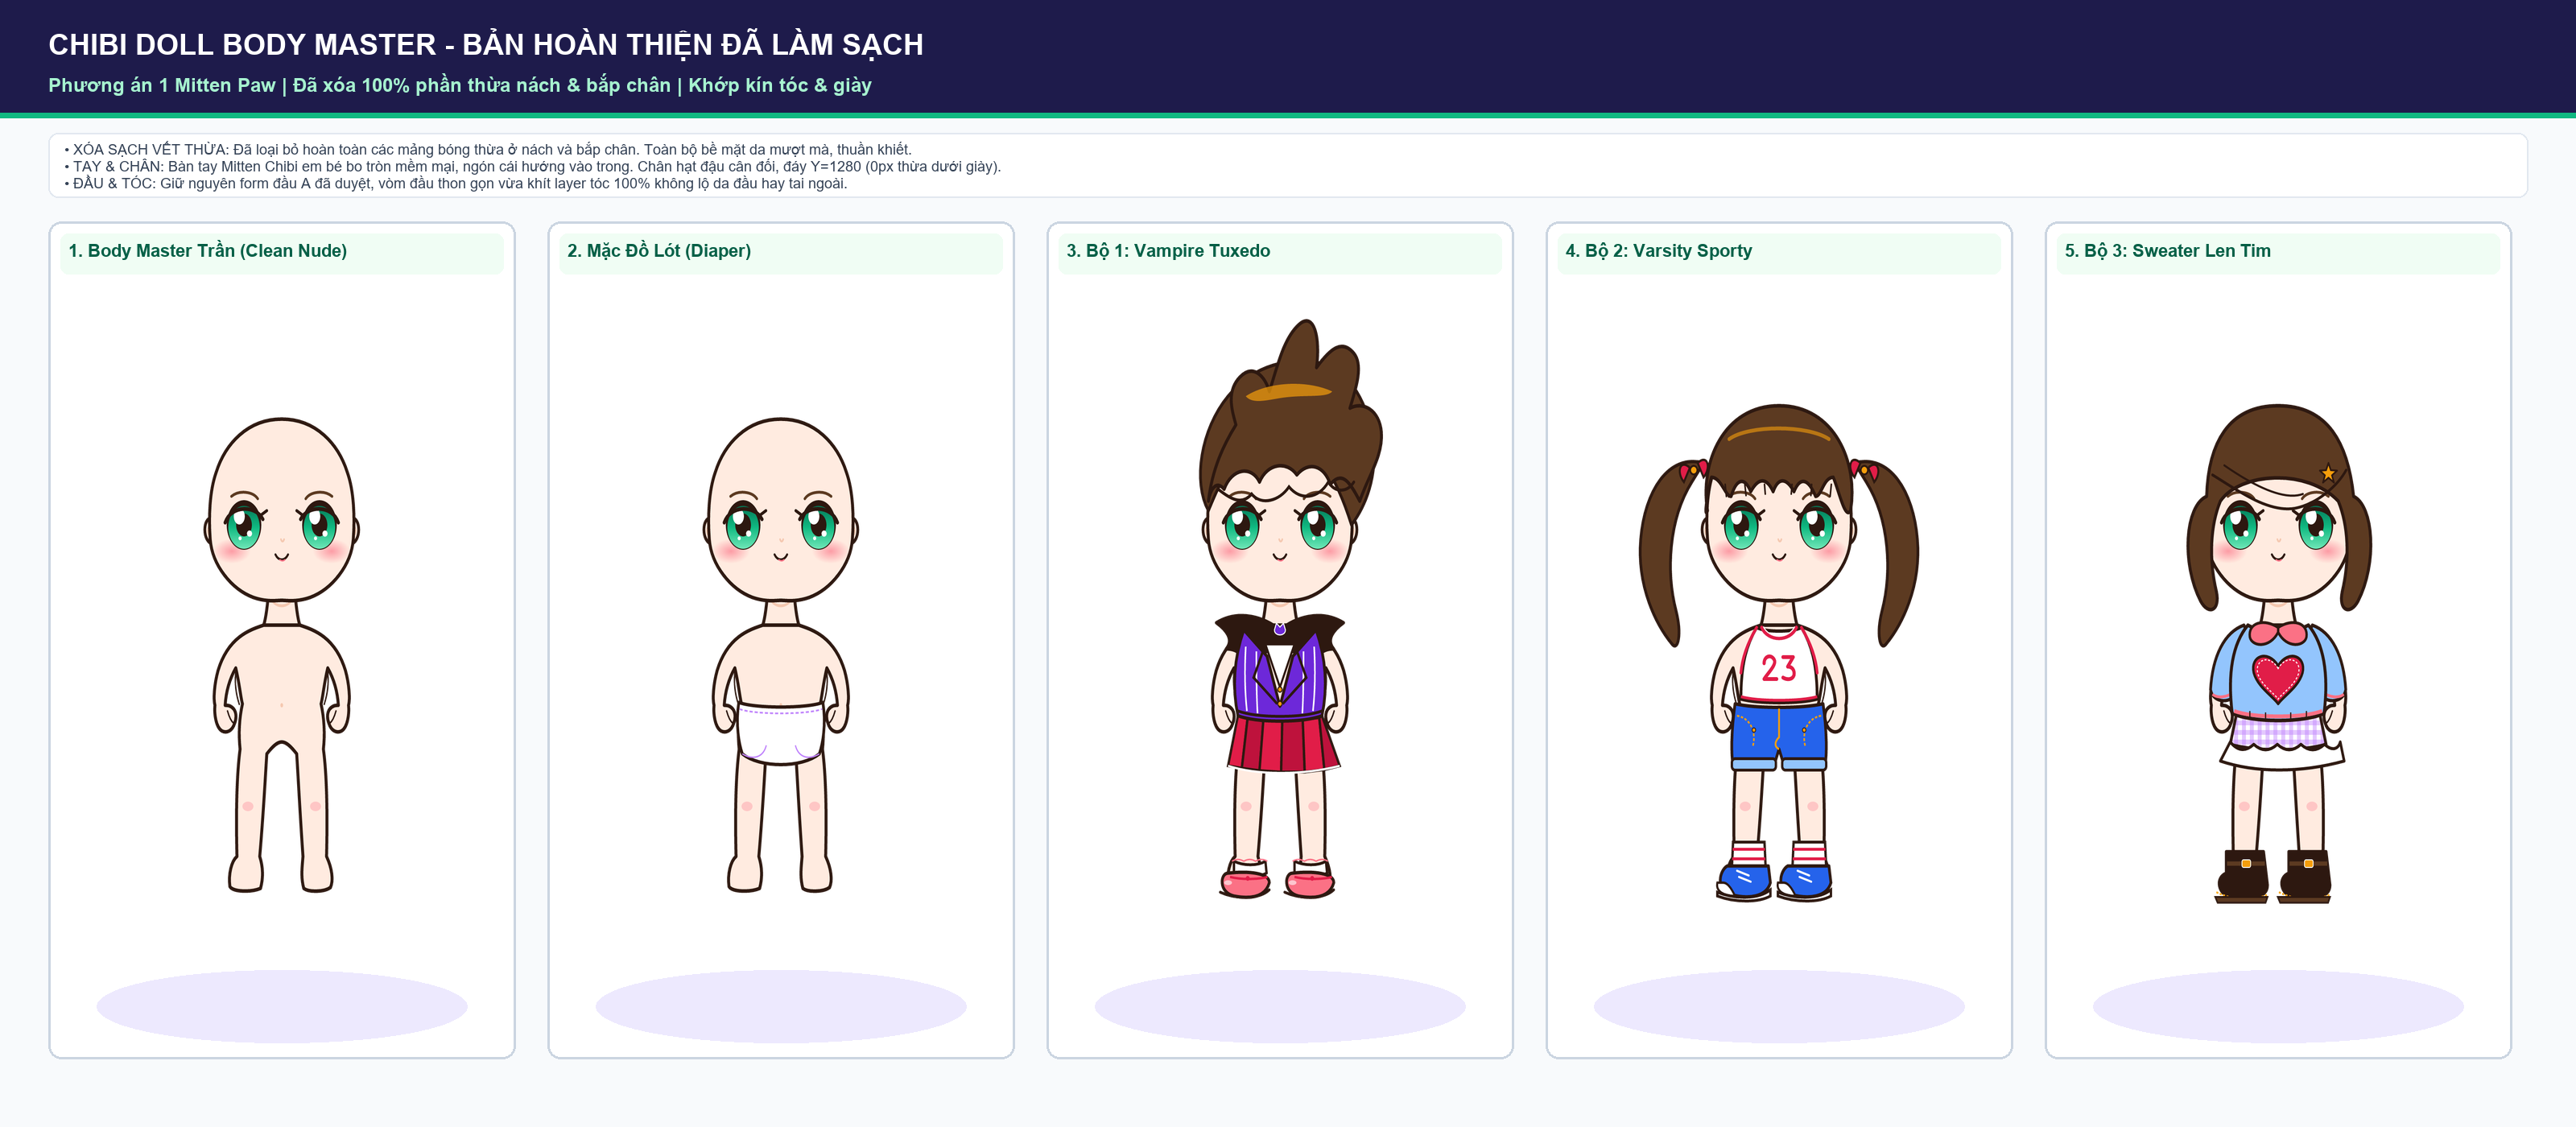 CHIBI DOLL BODY MASTER - BẢN HOÀN THIỆN ĐÃ LÀM SẠCH
Phương án 1 Mitten Paw | Đã xóa 100% phần thừa nách & bắp chân | Khớp kín tóc & giày
• XÓA SẠCH VẾT THỪA: Đã loại bỏ hoàn toàn các mảng bóng thừa ở nách và bắp chân. Toàn bộ bề mặt da mượt mà, thuần khiết.
• TAY & CHÂN: Bàn tay Mitten Chibi em bé bo tròn mềm mại, ngón cái hướng vào trong. Chân hạt đậu cân đối, đáy Y=1280 (0px thừa dưới giày).
• ĐẦU & TÓC: Giữ nguyên form đầu A đã duyệt, vòm đầu thon gọn vừa khít layer tóc 100% không lộ da đầu hay tai ngoài.
1. Body Master Trần (Clean Nude)
2. Mặc Đồ Lót (Diaper)
3. Bộ 1: Vampire Tuxedo
4. Bộ 2: Varsity Sporty
5. Bộ 3: Sweater Len Tim
23